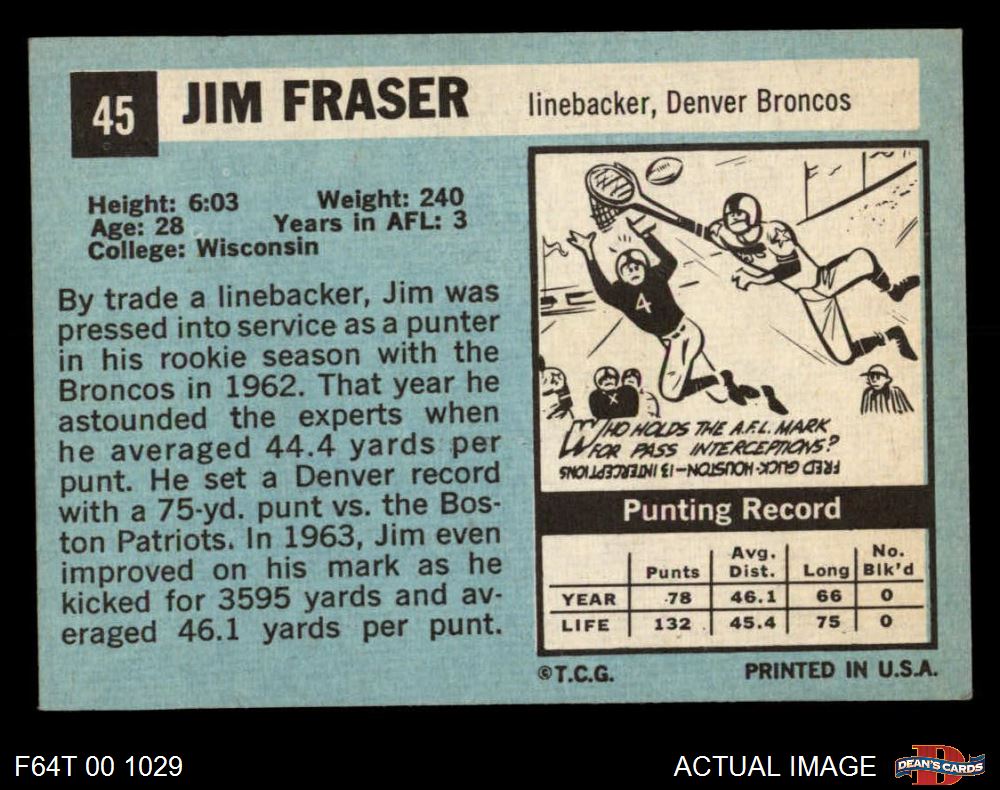 45
JIM FRASER
linebacker, Denver Broncos
Height: 6:03 Weight: 240
Age: 28 Years in AFL: 3
College: Wisconsin
By trade a linebacker, Jim was
pressed into service as a punter
in his rookie season with the
Broncos in 1962. That year he
astounded the experts when
he averaged 44.4 yards per
punt. He set a Denver record
with a 75-yd. punt vs. the Bos-
ton Patriots. In 1963, Jim even
improved on his mark as he
kicked for 3595 yards and av-
eraged 46.1 yards per punt.
4
X
WHO HOLDS THE A.F.L. MARK
FOR PASS INTERCEPTIONS?
FRED GLICK-HOUSTON-13 INTERCEPTIONS
Punting Record
Punts Avg. Dist. Long No. Blk'd
YEAR 78 46.1 66 0
LIFE 132 45.4 75 0
©T.C.G. PRINTED IN U.S.A.
F64T 00 1029
ACTUAL IMAGE
D
DEAN'S CARDS